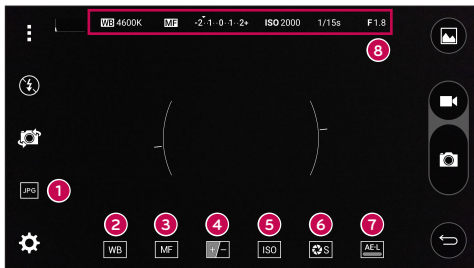 WB 4600K MF -2··1··0··1··2+ ISO 2000 1/15s F1.8
8
JPG 1
2 3 4 5 6 7
WB MF +/- ISO S AE-L